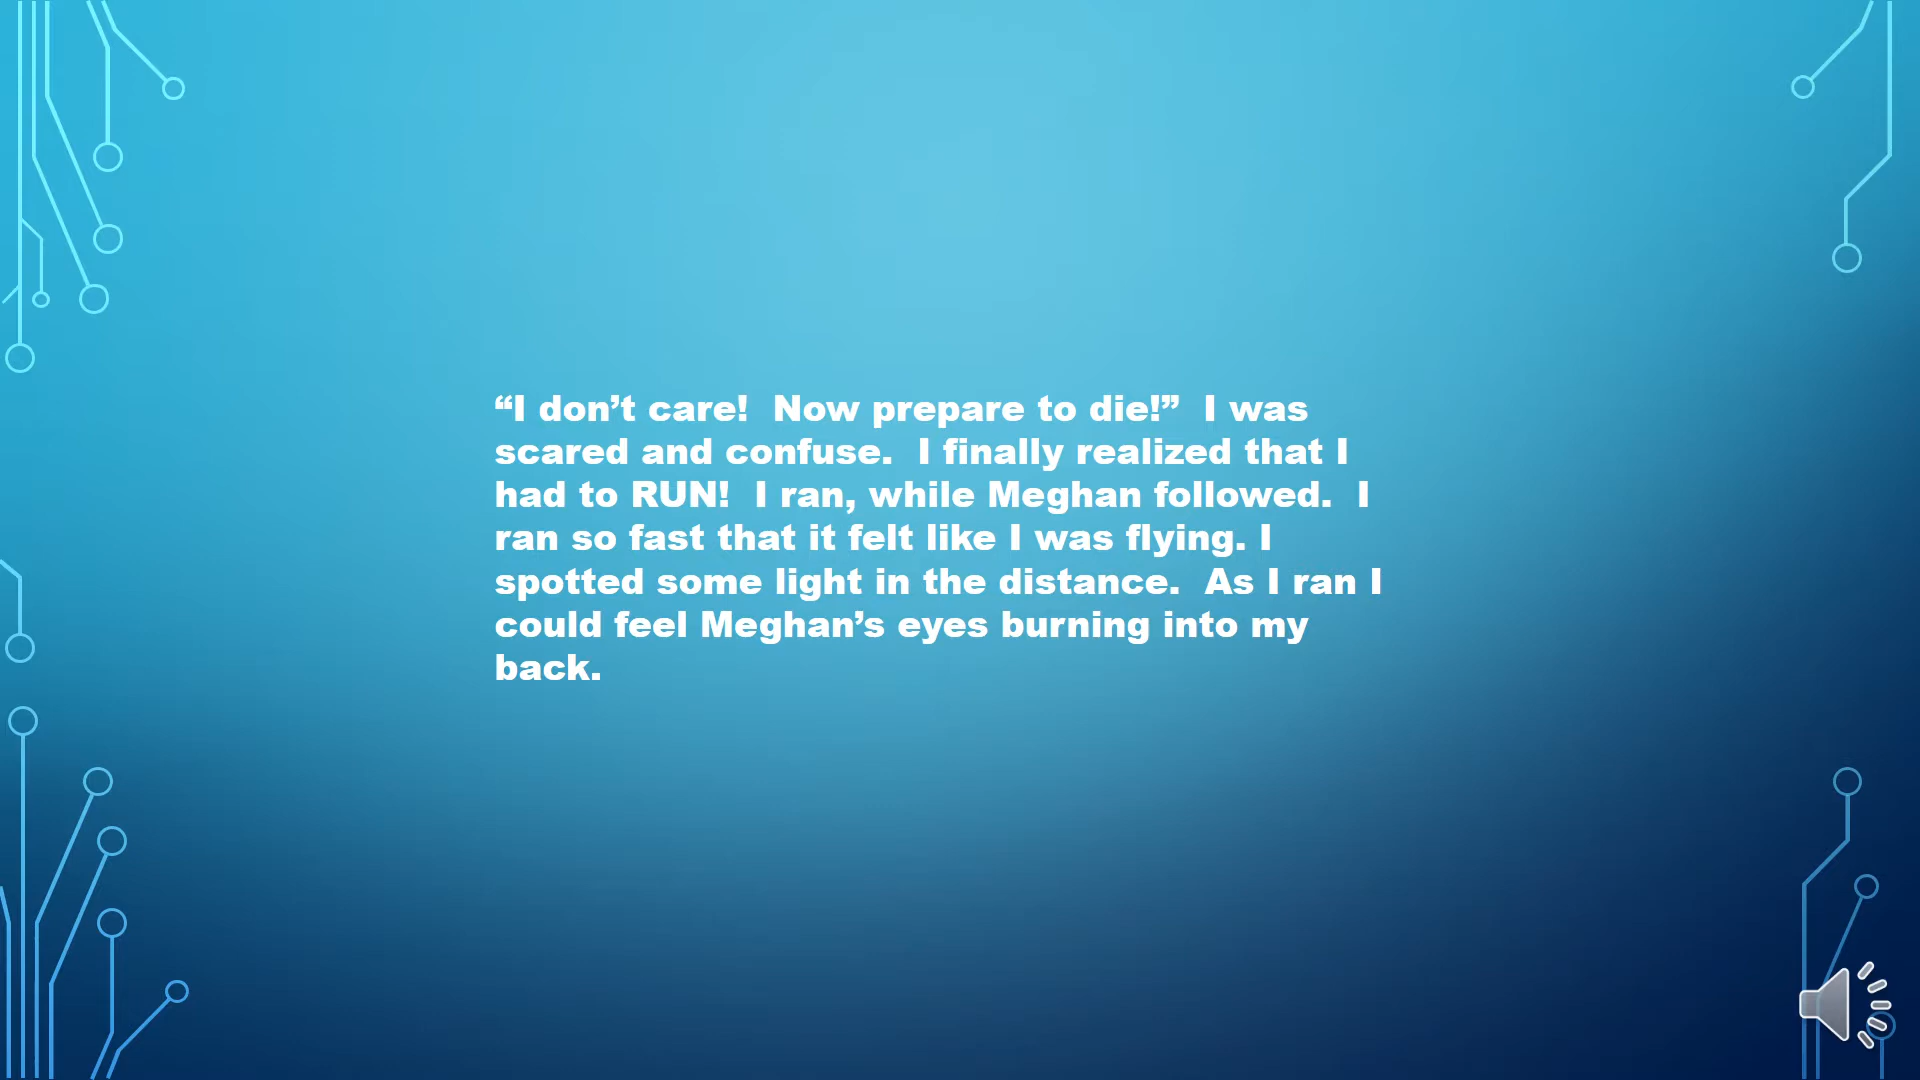 “I don’t care!  Now prepare to die!”  I was
scared and confuse.  I finally realized that I
had to RUN!  I ran, while Meghan followed.  I
ran so fast that it felt like I was flying. I
spotted some light in the distance.  As I ran I
could feel Meghan’s eyes burning into my
back.